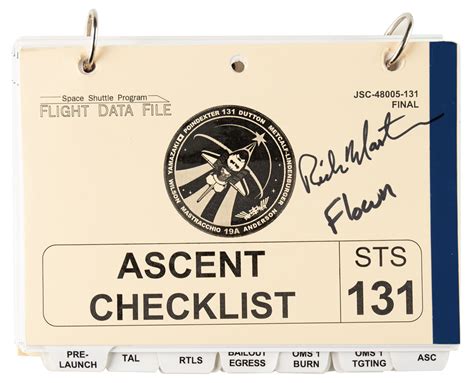 Space Shuttle Program
FLIGHT DATA FILE
JSC-48005-131
FINAL
YAMAZAKI POINDEXTER 131 DUTTON METCALF-LINDENBURGER
WILSON MASTRACCHIO 19A ANDERSON
Flown
ASCENT
CHECKLIST
STS
131
PRE-
LAUNCH
TAL
RTLS
BAILOUT
EGRESS
OMS 1
BURN
OMS 1
TGTING
ASC